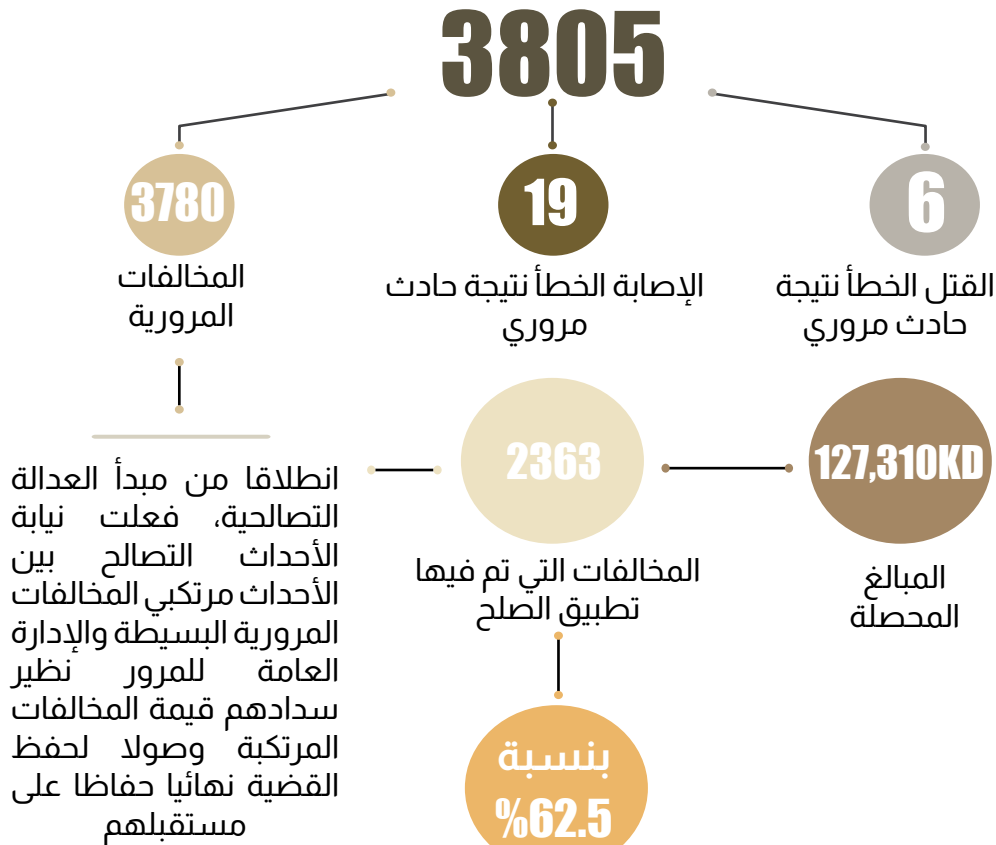 3805
6
القتل الخطأ نتيجة
حادث مروري
19
الإصابة الخطأ نتيجة حادث
مروري
3780
المخالفات
المرورية
127,310KD
المبالغ
المحصلة
2363
المخالفات التي تم فيها
تطبيق الصلح
بنسبة
%62.5
انطلاقا من مبدأ العدالة
التصالحية، فعلت نيابة
الأحداث التصالح بين
الأحداث مرتكبي المخالفات
المرورية البسيطة والإدارة
العامة للمرور نظير
سدادهم قيمة المخالفات
المرتكبة وصولا لحفظ
القضية نهائيا حفاظا على
مستقبلهم